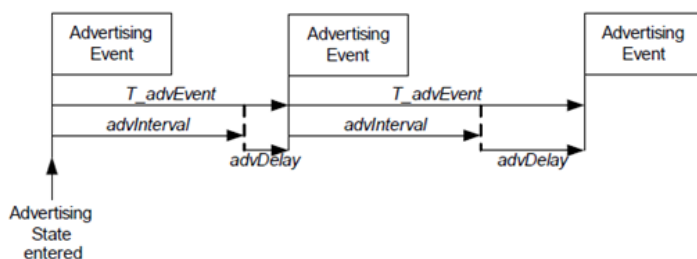 Advertising
Event
Advertising
Event
Advertising
Event
T_advEvent
T_advEvent
advInterval
advInterval
advDelay
advDelay
Advertising
State
entered